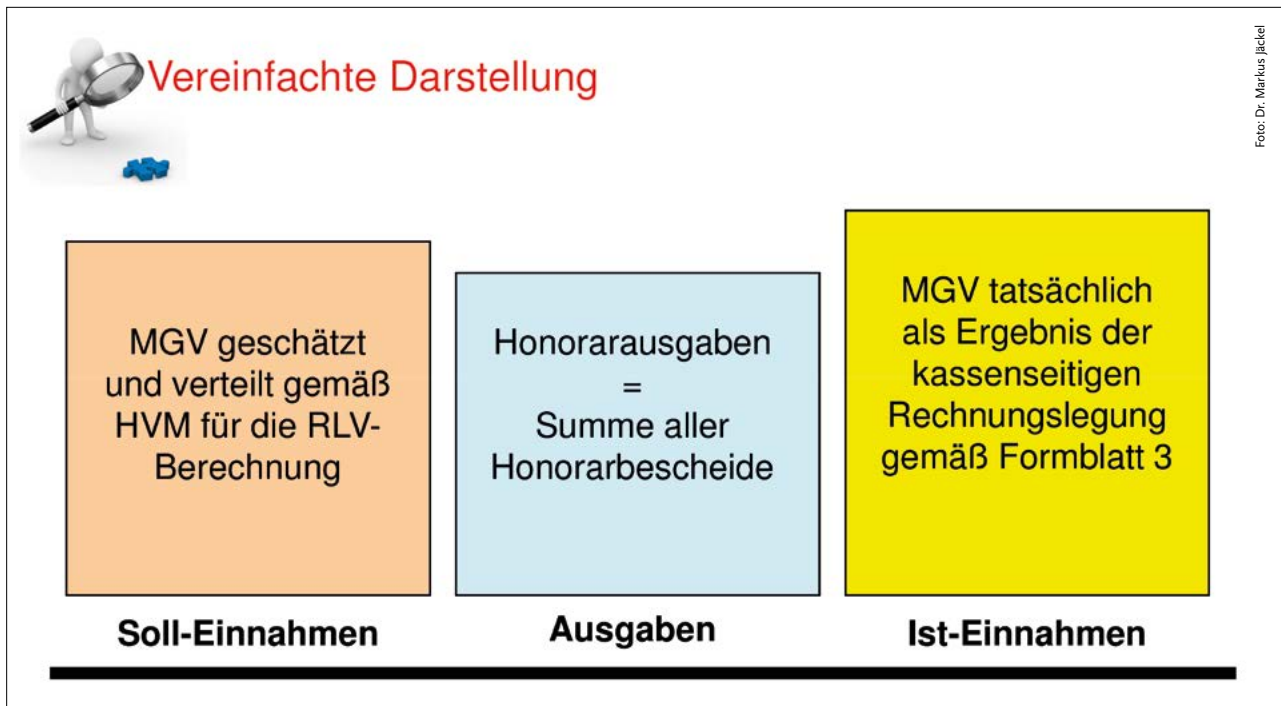 Vereinfachte Darstellung
Foto: Dr. Markus Jäckel
MGV geschätzt
und verteilt gemäß
HVM für die RLV-
Berechnung
Honorarausgaben
=
Summe aller
Honorarbescheide
MGV tatsächlich
als Ergebnis der
kassenseitigen
Rechnungslegung
gemäß Formblatt 3
Soll-Einnahmen
Ausgaben
Ist-Einnahmen